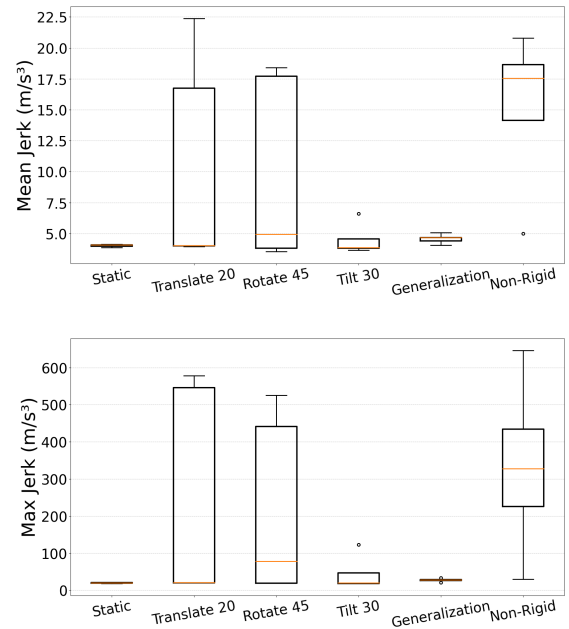 Mean Jerk (m/s³)
22.5
20.0
17.5
15.0
12.5
10.0
7.5
5.0
Static
Translate 20
Rotate 45
Tilt 30
Generalization
Non-Rigid
Max Jerk (m/s³)
600
500
400
300
200
100
0
Static
Translate 20
Rotate 45
Tilt 30
Generalization
Non-Rigid